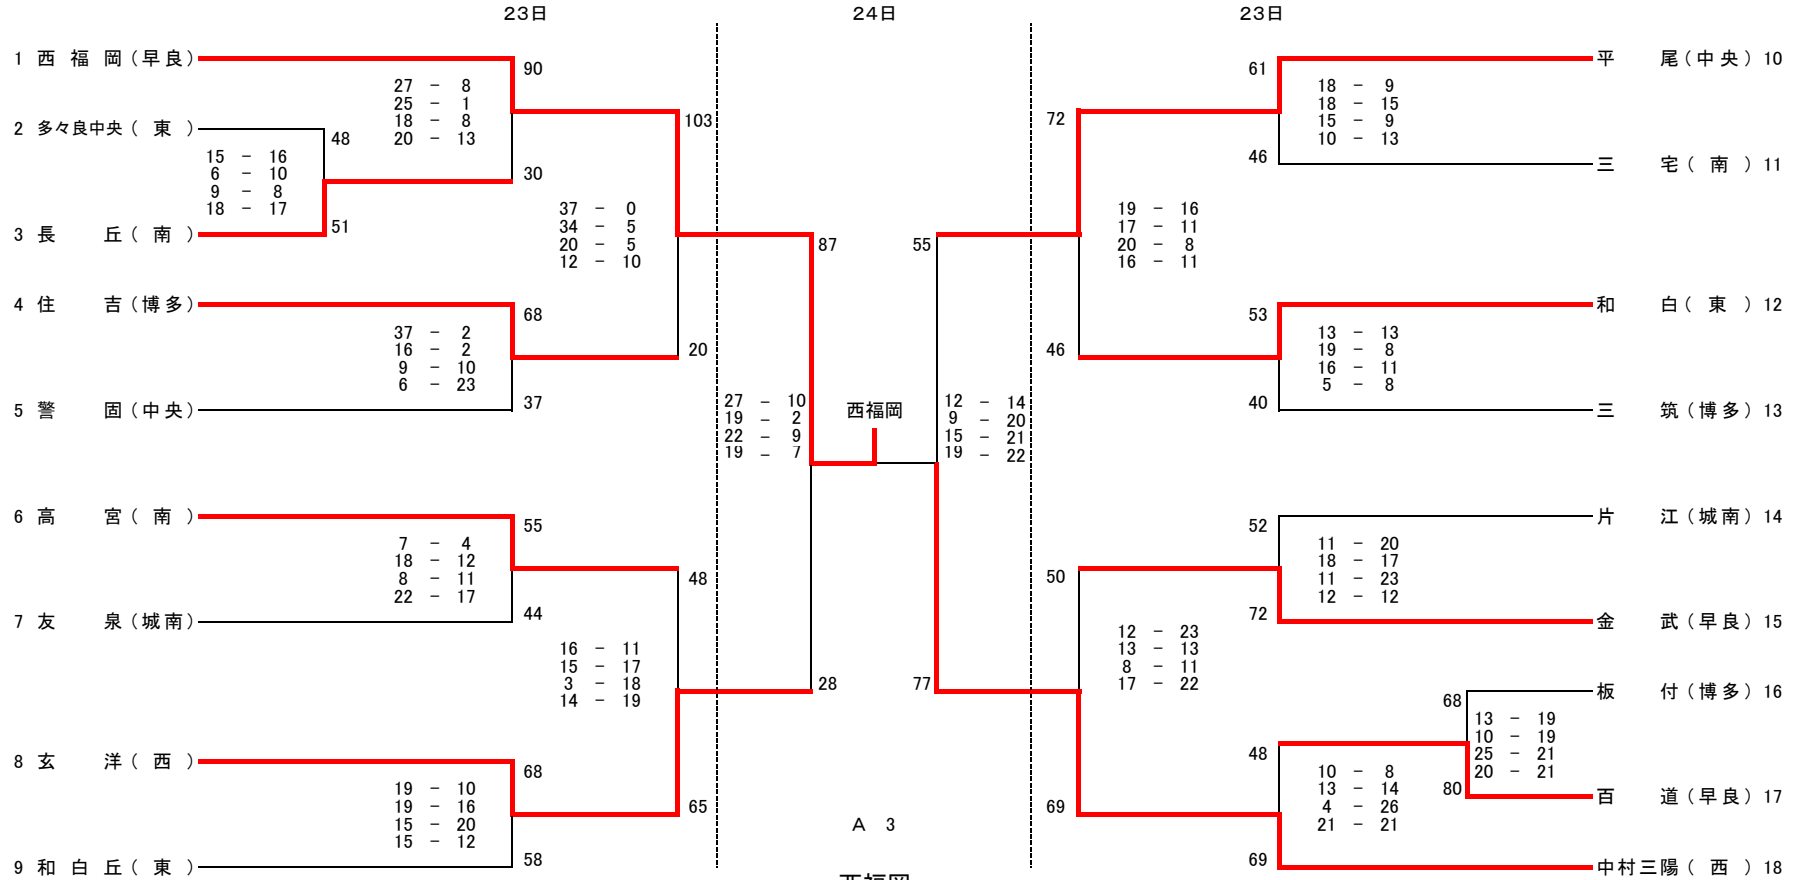 23日 24日 23日
1 西福岡(早良)
2 多々良中央(東)
3 長丘(南)
4 住吉(博多)
5 警固(中央)
6 高宮(南)
7 友泉(城南)
8 玄洋(西)
9 和白丘(東)
48
15 - 16
6 - 10
9 - 8
18 - 17
51
90
27 - 8
25 - 1
18 - 8
20 - 13
30
68
37 - 2
16 - 2
9 - 10
6 - 23
37
55
7 - 4
18 - 12
8 - 11
22 - 17
44
68
19 - 10
19 - 16
15 - 20
15 - 12
58
103
37 - 0
34 - 5
20 - 5
12 - 10
20
48
16 - 11
15 - 17
3 - 18
14 - 19
65
87
27 - 10
19 - 2
22 - 9
19 - 7
28
西福岡
55
12 - 14
9 - 20
15 - 21
19 - 22
77
A 3
西福岡
72
19 - 16
17 - 11
20 - 8
16 - 11
46
50
12 - 23
13 - 13
8 - 11
17 - 22
69
61
18 - 9
18 - 15
15 - 9
10 - 13
46
53
13 - 13
19 - 8
16 - 11
5 - 8
40
52
11 - 20
18 - 17
11 - 23
12 - 12
72
48
10 - 8
13 - 14
4 - 26
21 - 21
69
68
13 - 19
10 - 19
25 - 21
20 - 21
80
平尾(中央) 10
三宅(南) 11
和白(東) 12
三筑(博多) 13
片江(城南) 14
金武(早良) 15
板付(博多) 16
百道(早良) 17
中村三陽(西) 18